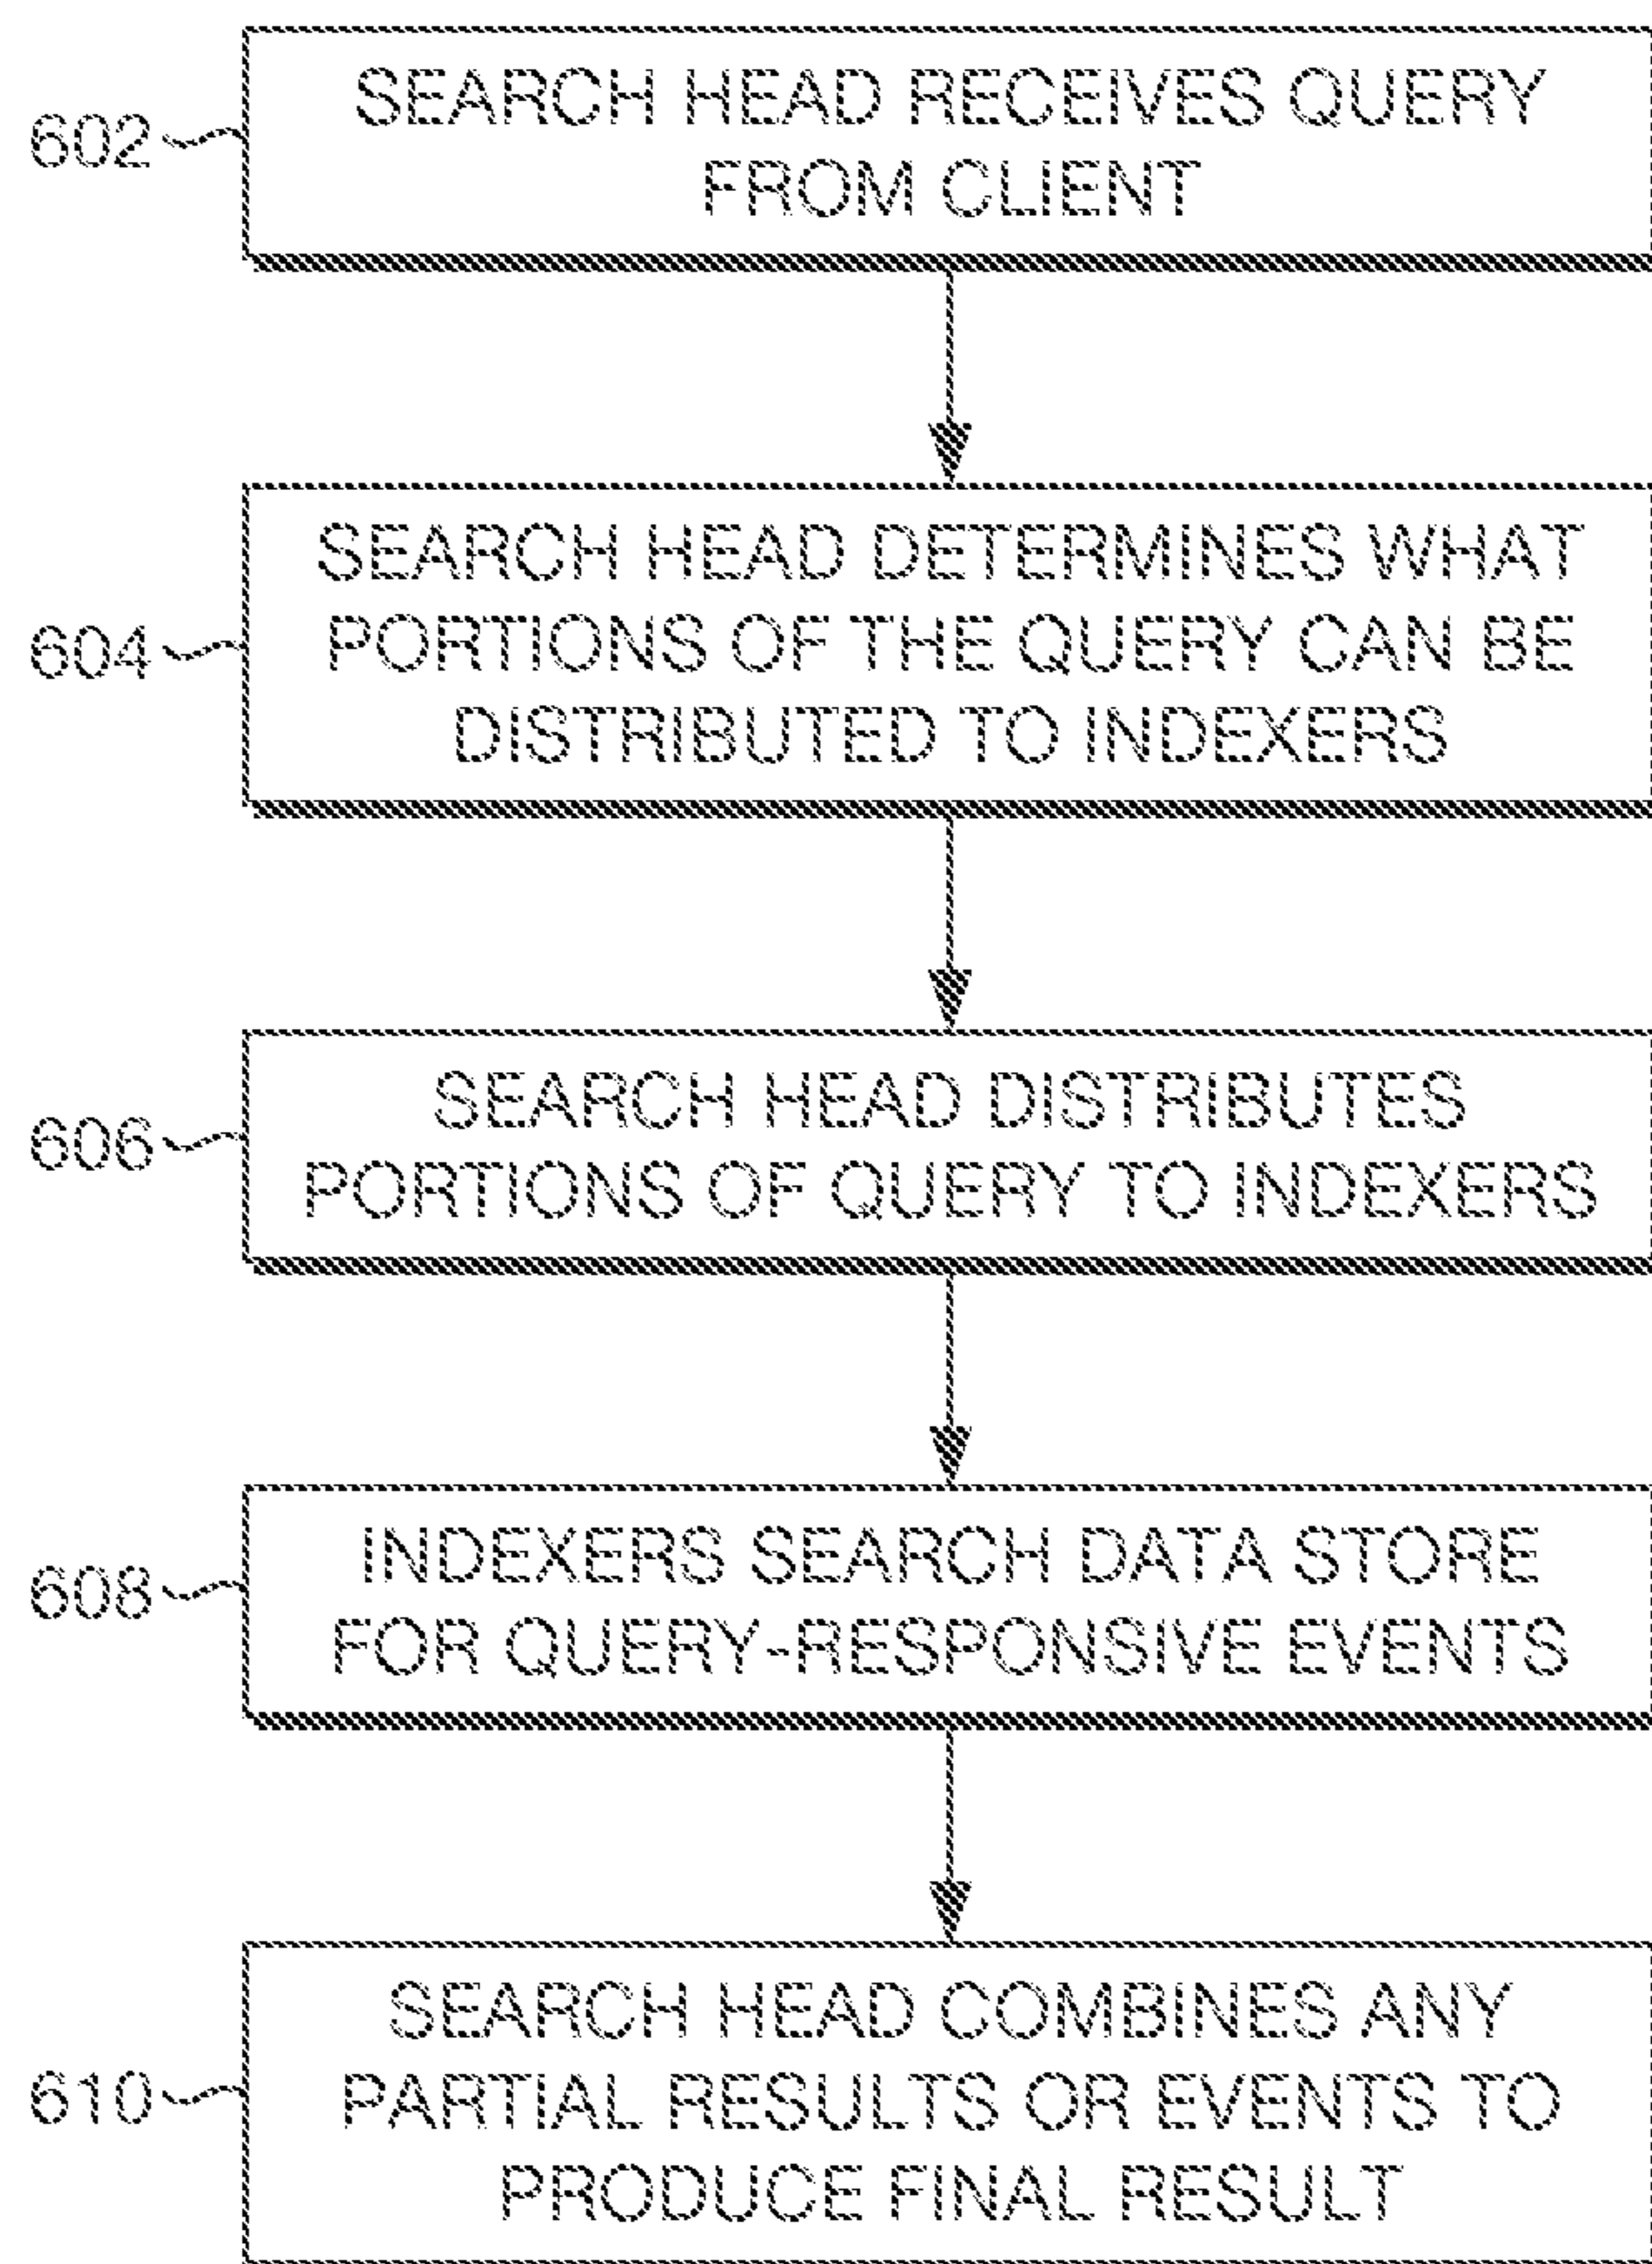 602
SEARCH HEAD RECEIVES QUERY
FROM CLIENT
604
SEARCH HEAD DETERMINES WHAT
PORTIONS OF THE QUERY CAN BE
DISTRIBUTED TO INDEXERS
606
SEARCH HEAD DISTRIBUTES
PORTIONS OF QUERY TO INDEXERS
608
INDEXERS SEARCH DATA STORE
FOR QUERY-RESPONSIVE EVENTS
610
SEARCH HEAD COMBINES ANY
PARTIAL RESULTS OR EVENTS TO
PRODUCE FINAL RESULT